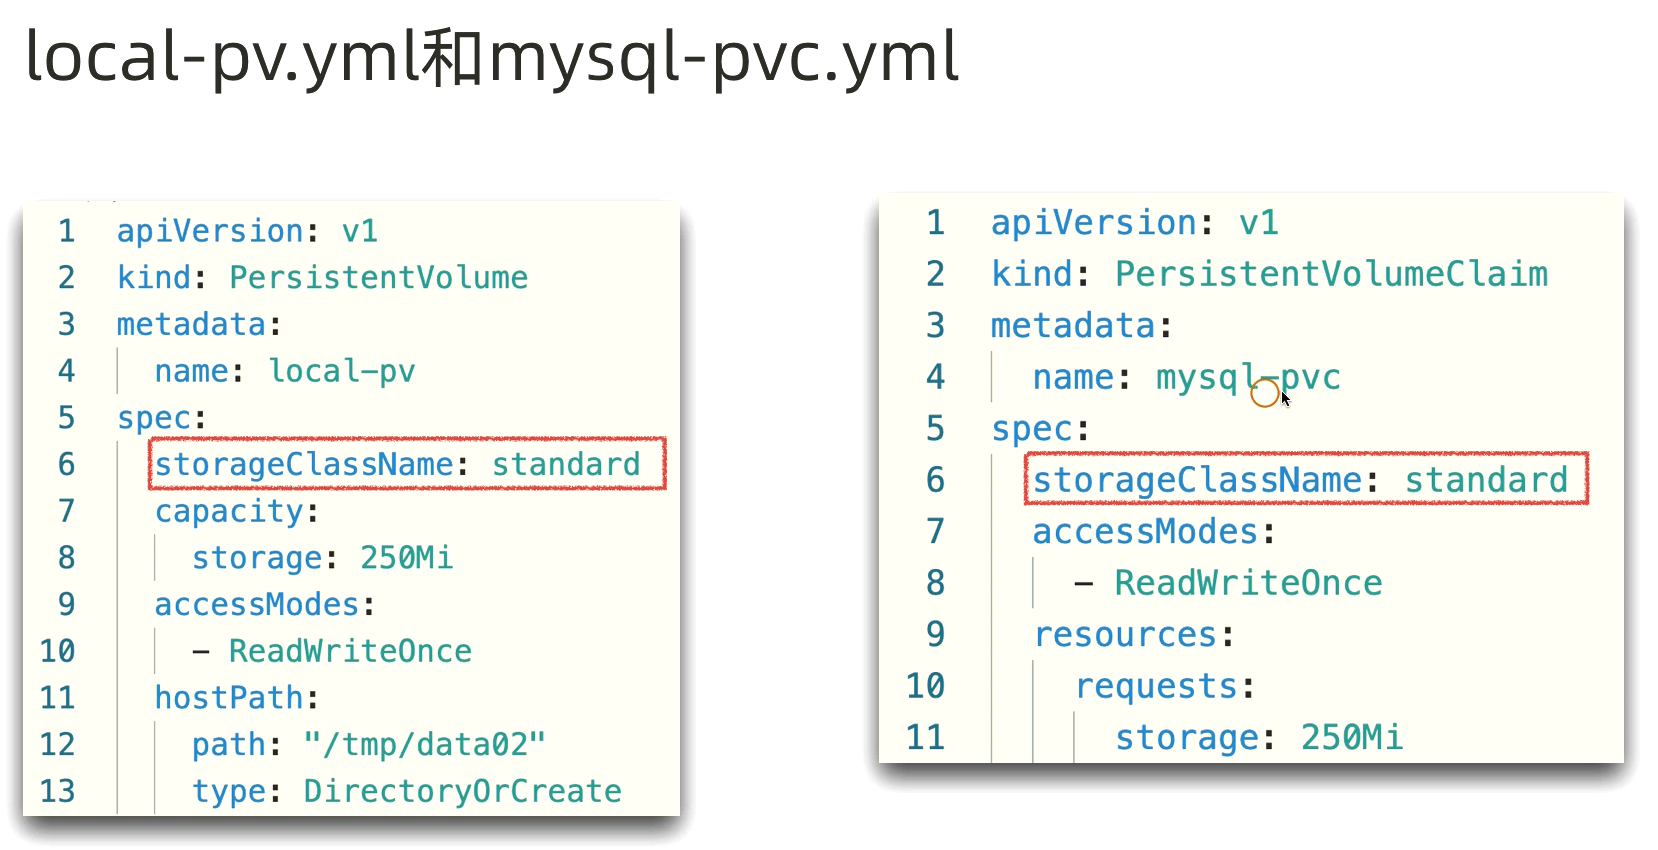 local-pv.yml和mysql-pvc.yml
1 apiVersion: v1
2 kind: PersistentVolume
3 metadata:
4 name: local-pv
5 spec:
6 storageClassName: standard
7 capacity:
8 storage: 250Mi
9 accessModes:
10 - ReadWriteOnce
11 hostPath:
12 path: "/tmp/data02"
13 type: DirectoryOrCreate
1 apiVersion: v1
2 kind: PersistentVolumeClaim
3 metadata:
4 name: mysql-pvc
5 spec:
6 storageClassName: standard
7 accessModes:
8 - ReadWriteOnce
9 resources:
10 requests:
11 storage: 250Mi